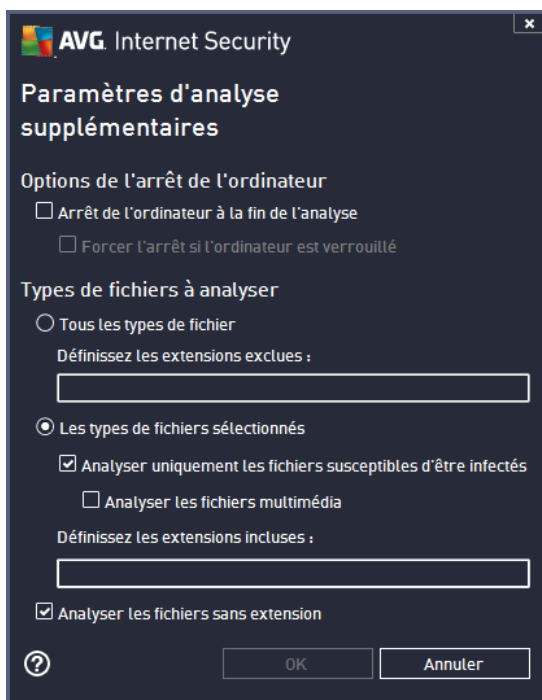 AVG. Internet Security
Paramètres d'analyse
supplémentaires
Options de l'arrêt de l'ordinateur
Arrêt de l'ordinateur à la fin de l'analyse
Forcer l'arrêt si l'ordinateur est verrouillé
Types de fichiers à analyser
Tous les types de fichier
Définissez les extensions exclues :
Les types de fichiers sélectionnés
Analyser uniquement les fichiers susceptibles d'être infectés
Analyser les fichiers multimédia
Définissez les extensions incluses :
Analyser les fichiers sans extension
OK
Annuler